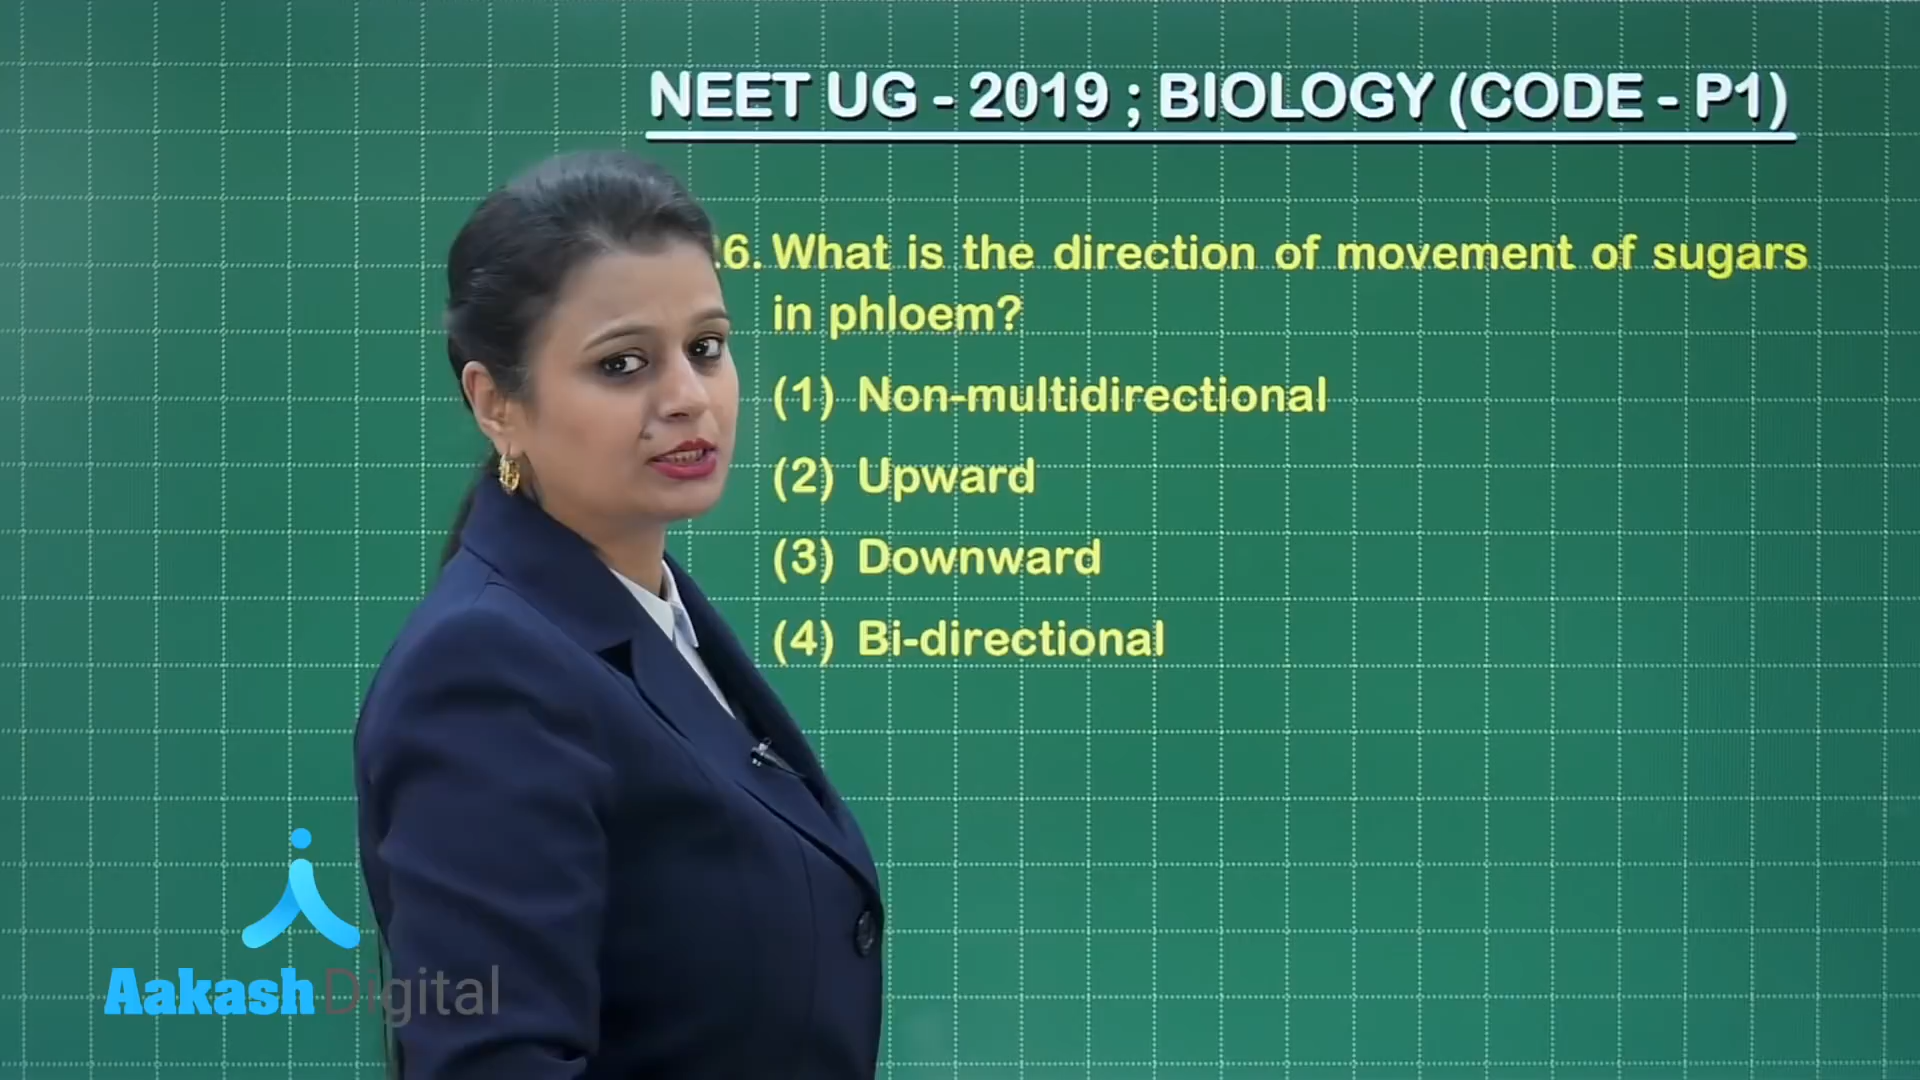 NEET UG - 2019 ; BIOLOGY (CODE - P1)
26. What is the direction of movement of sugars
in phloem?
(1) Non-multidirectional
(2) Upward
(3) Downward
(4) Bi-directional
Aakash Digital